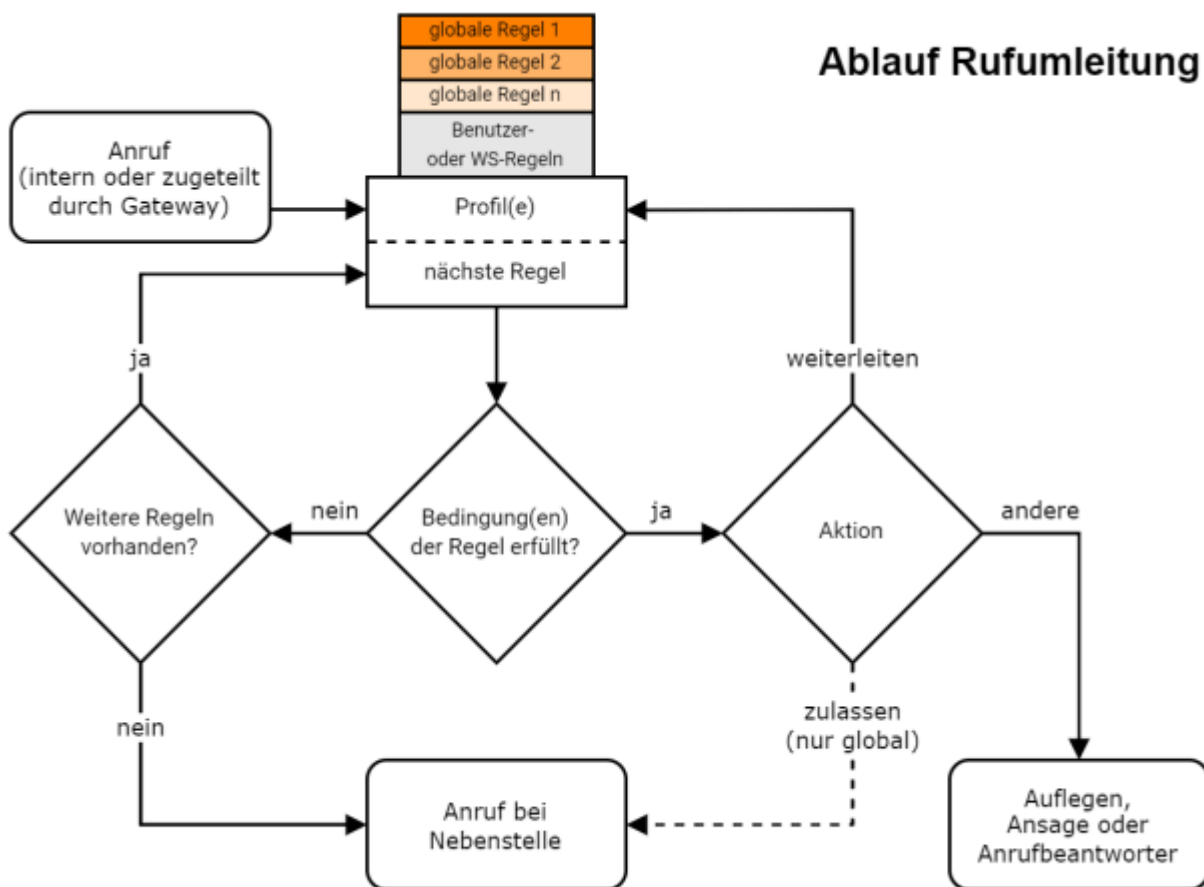 globale Regel 1
Ablauf Rufumleitung
globale Regel 2
globale Regel n
Benutzer-
oder WS-Regeln
Anruf
(intern oder zugeteilt
durch Gateway)
Profil(e)
nächste Regel
ja
weiterleiten
Weitere Regeln
vorhanden?
nein
Bedingung(en)
der Regel erfüllt?
ja
Aktion
andere
nein
zulassen
(nur global)
Anruf bei
Nebenstelle
Auflegen,
Ansage oder
Anrufbeantworter